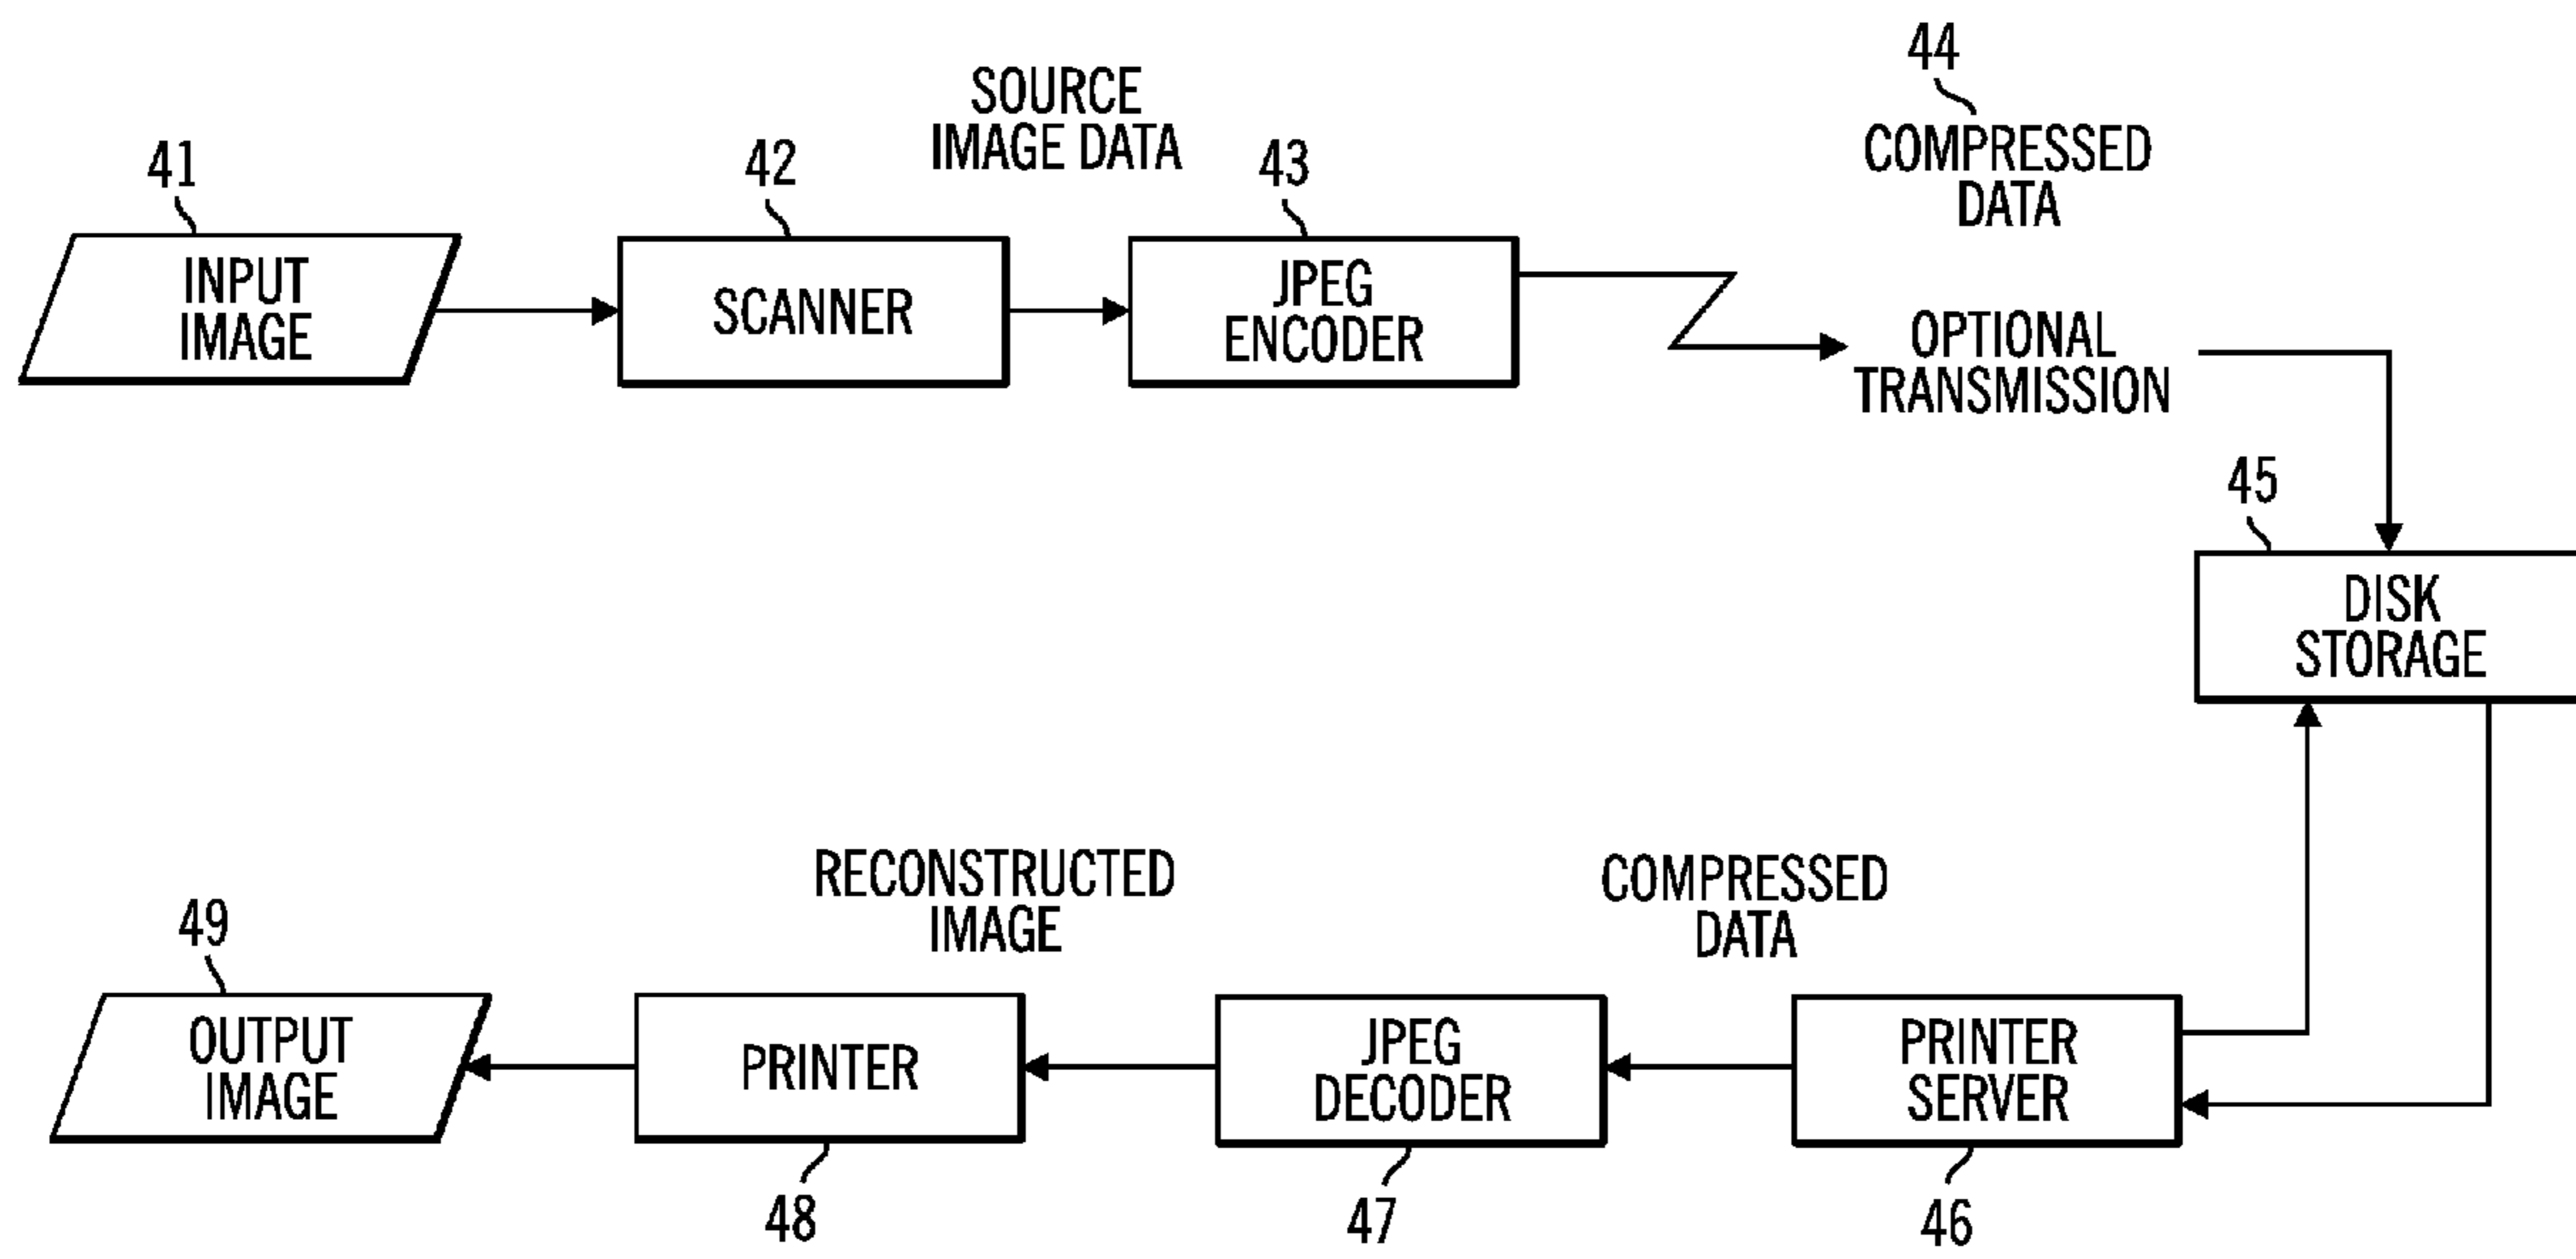 44
SOURCE
IMAGE DATA
COMPRESSED
DATA
41
42
43
INPUT
IMAGE
SCANNER
JPEG
ENCODER
OPTIONAL
TRANSMISSION
45
DISK
STORAGE
RECONSTRUCTED
IMAGE
COMPRESSED
DATA
49
OUTPUT
IMAGE
PRINTER
JPEG
DECODER
PRINTER
SERVER
48
47
46